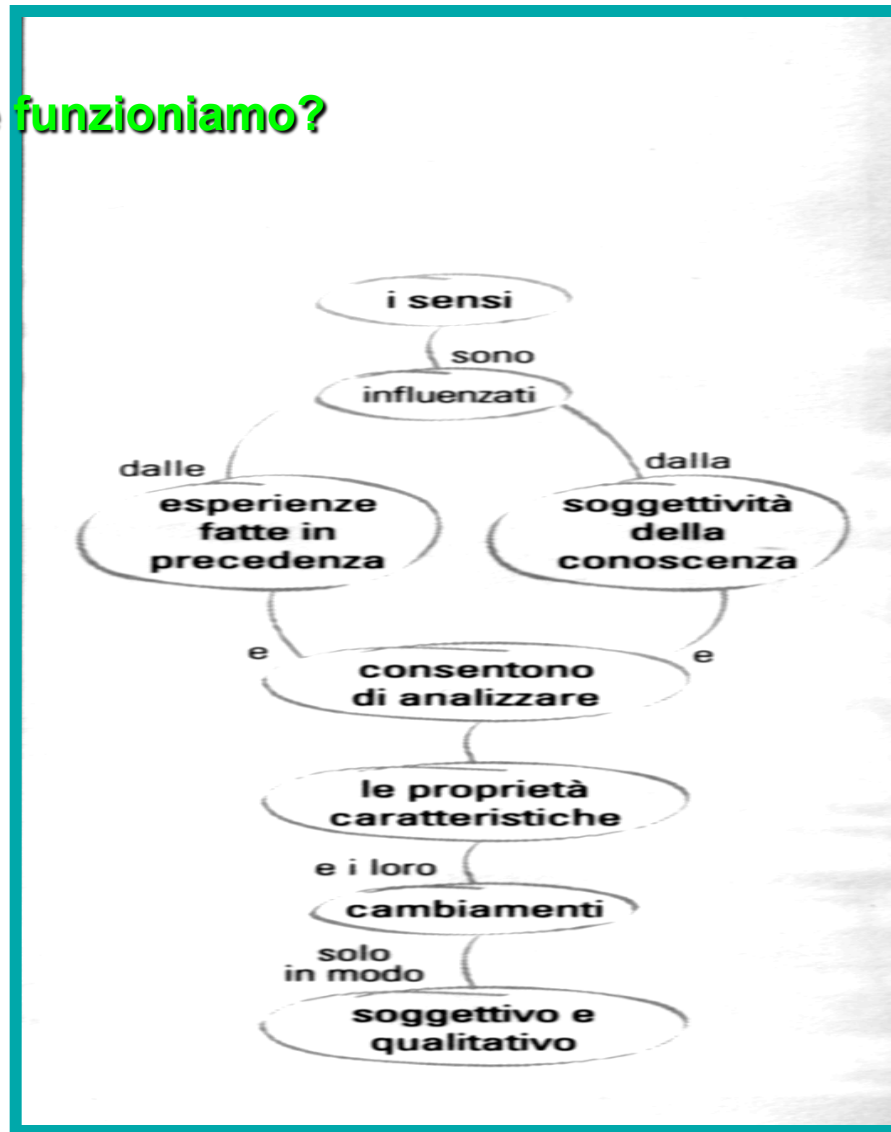 funzioniamo?
i sensi
sono
influenzati
dalle
dalla
esperienze
fatte in
precedenza
soggettività
della
conoscenza
e
e
consentono
di analizzare
le proprietà
caratteristiche
e i loro
cambiamenti
solo
in modo
soggettivo e
qualitativo